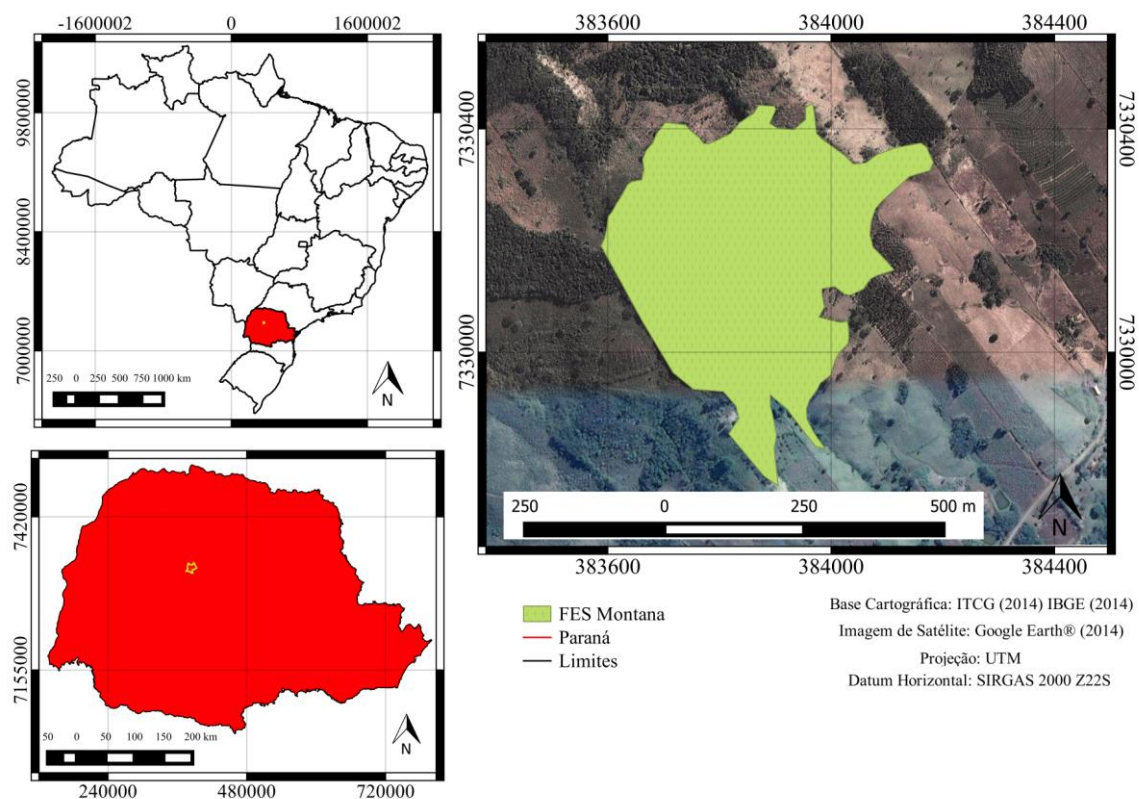 -1600002 0 1600002
9800000
8400000
7000000
250 0 250 500 750 1000 km
N
7420000
7155000
50 0 50 100 150 200 km
N
240000 480000 720000
383600 384000 384400
7330400 7330400
7330000 7330000
250 0 250 500 m
N
383600 384000 384400
FES Montana
Paraná
Limites
Base Cartográfica: ITCG (2014) IBGE (2014)
Imagem de Satélite: Google Earth® (2014)
Projeção: UTM
Datum Horizontal: SIRGAS 2000 Z22S